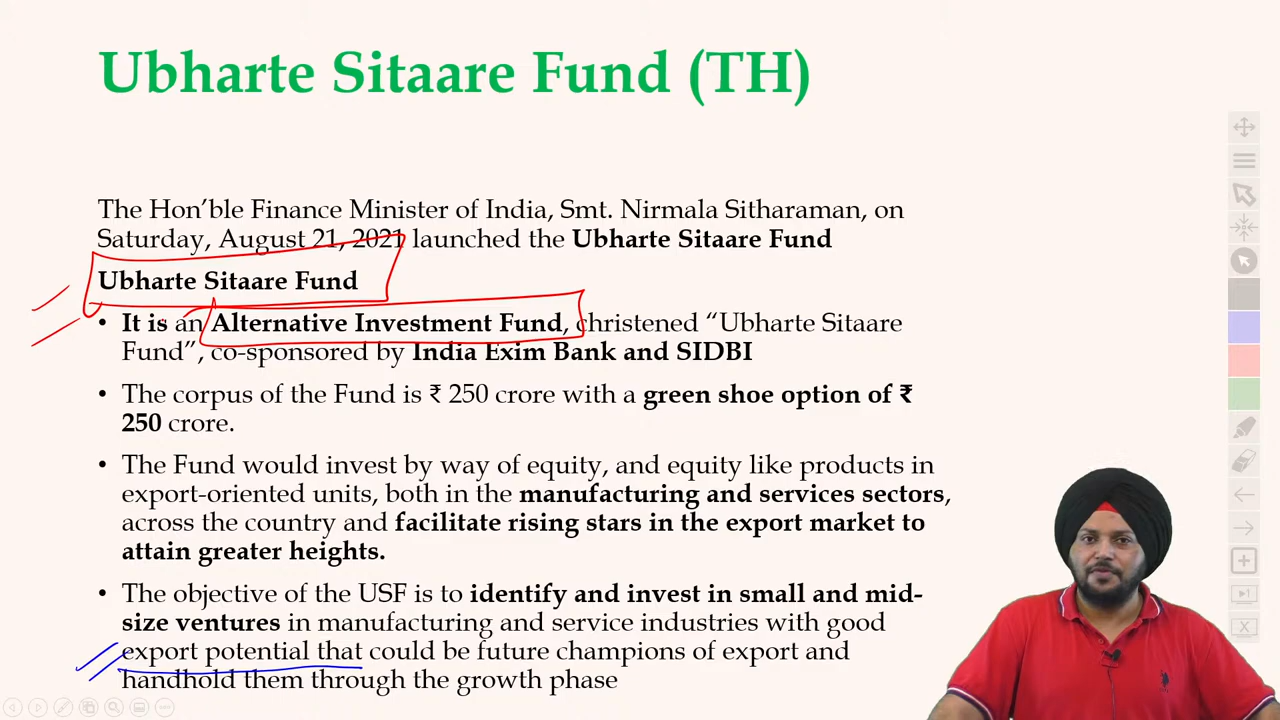 Ubharte Sitaare Fund (TH)
The Hon’ble Finance Minister of India, Smt. Nirmala Sitharaman, on
Saturday, August 21, 2021 launched the Ubharte Sitaare Fund
Ubharte Sitaare Fund
• It is an Alternative Investment Fund, christened “Ubharte Sitaare
Fund”, co-sponsored by India Exim Bank and SIDBI
• The corpus of the Fund is ₹ 250 crore with a green shoe option of ₹
250 crore.
• The Fund would invest by way of equity, and equity like products in
export-oriented units, both in the manufacturing and services sectors,
across the country and facilitate rising stars in the export market to
attain greater heights.
• The objective of the USF is to identify and invest in small and mid-
size ventures in manufacturing and service industries with good
export potential that could be future champions of export and
handhold them through the growth phase